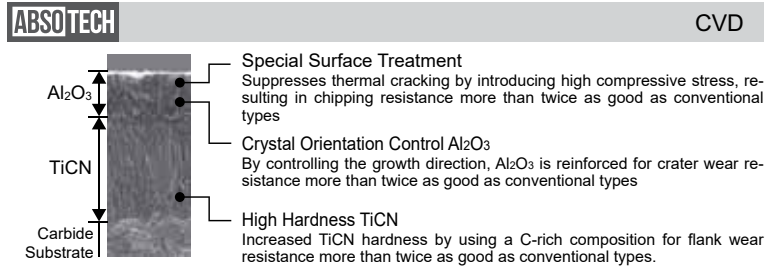 ABSOTECH
CVD
Special Surface Treatment
Suppresses thermal cracking by introducing high compressive stress, re-
sulting in chipping resistance more than twice as good as conventional
types
Al2O3
Crystal Orientation Control Al2O3
By controlling the growth direction, Al2O3 is reinforced for crater wear re-
sistance more than twice as good as conventional types
TiCN
High Hardness TiCN
Increased TiCN hardness by using a C-rich composition for flank wear
resistance more than twice as good as conventional types.
Carbide
Substrate